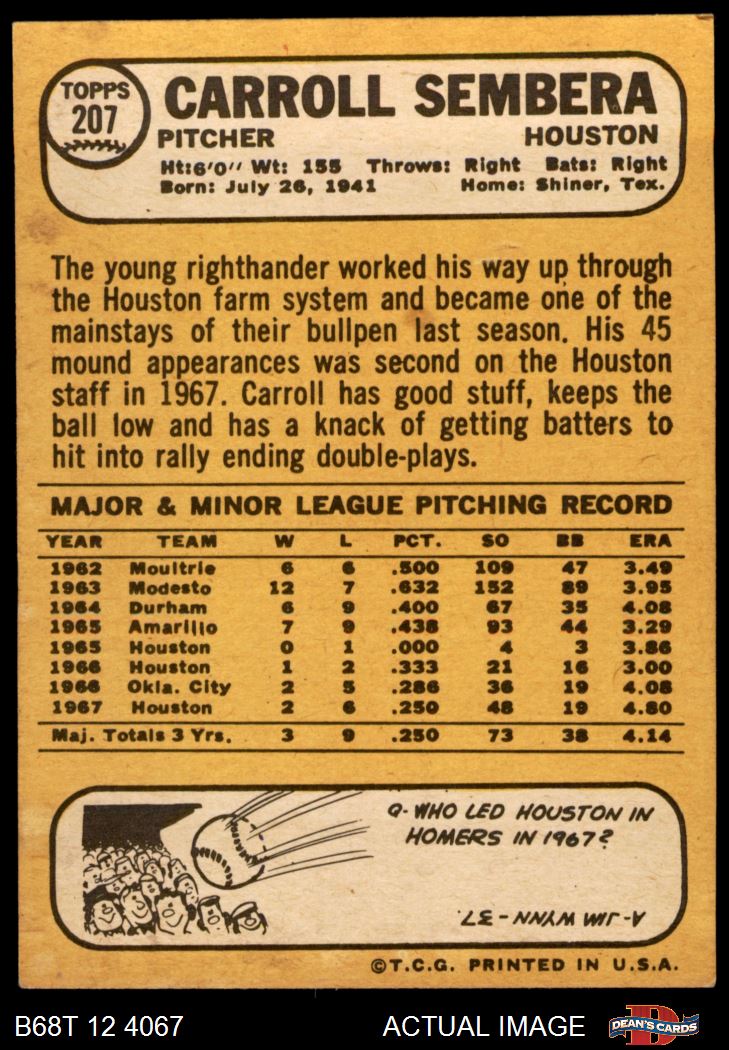 TOPPS
207
CARROLL SEMBERA
PITCHER HOUSTON
Ht:6'0" Wt: 155 Throws: Right Bats: Right
Born: July 26, 1941 Home: Shiner, Tex.
The young righthander worked his way up through
the Houston farm system and became one of the
mainstays of their bullpen last season. His 45
mound appearances was second on the Houston
staff in 1967. Carroll has good stuff, keeps the
ball low and has a knack of getting batters to
hit into rally ending double-plays.
MAJOR & MINOR LEAGUE PITCHING RECORD
YEAR TEAM W L PCT. SO BB ERA
1962 Moultrie 6 6 .500 109 47 3.49
1963 Modesto 12 7 .632 152 89 3.95
1964 Durham 6 9 .400 67 35 4.08
1965 Amarillo 7 9 .438 93 44 3.29
1965 Houston 0 1 .000 4 3 3.86
1966 Houston 1 2 .333 21 16 3.00
1966 Okla. City 2 5 .286 36 19 4.08
1967 Houston 2 6 .250 48 19 4.80
Maj. Totals 3 Yrs. 3 9 .250 73 38 4.14
Q- WHO LED HOUSTON IN
HOMERS IN 1967?
A- JIM WYNN - 37.
©T.C.G. PRINTED IN U.S.A.
B68T 12 4067 ACTUAL IMAGE DEAN'S CARDS